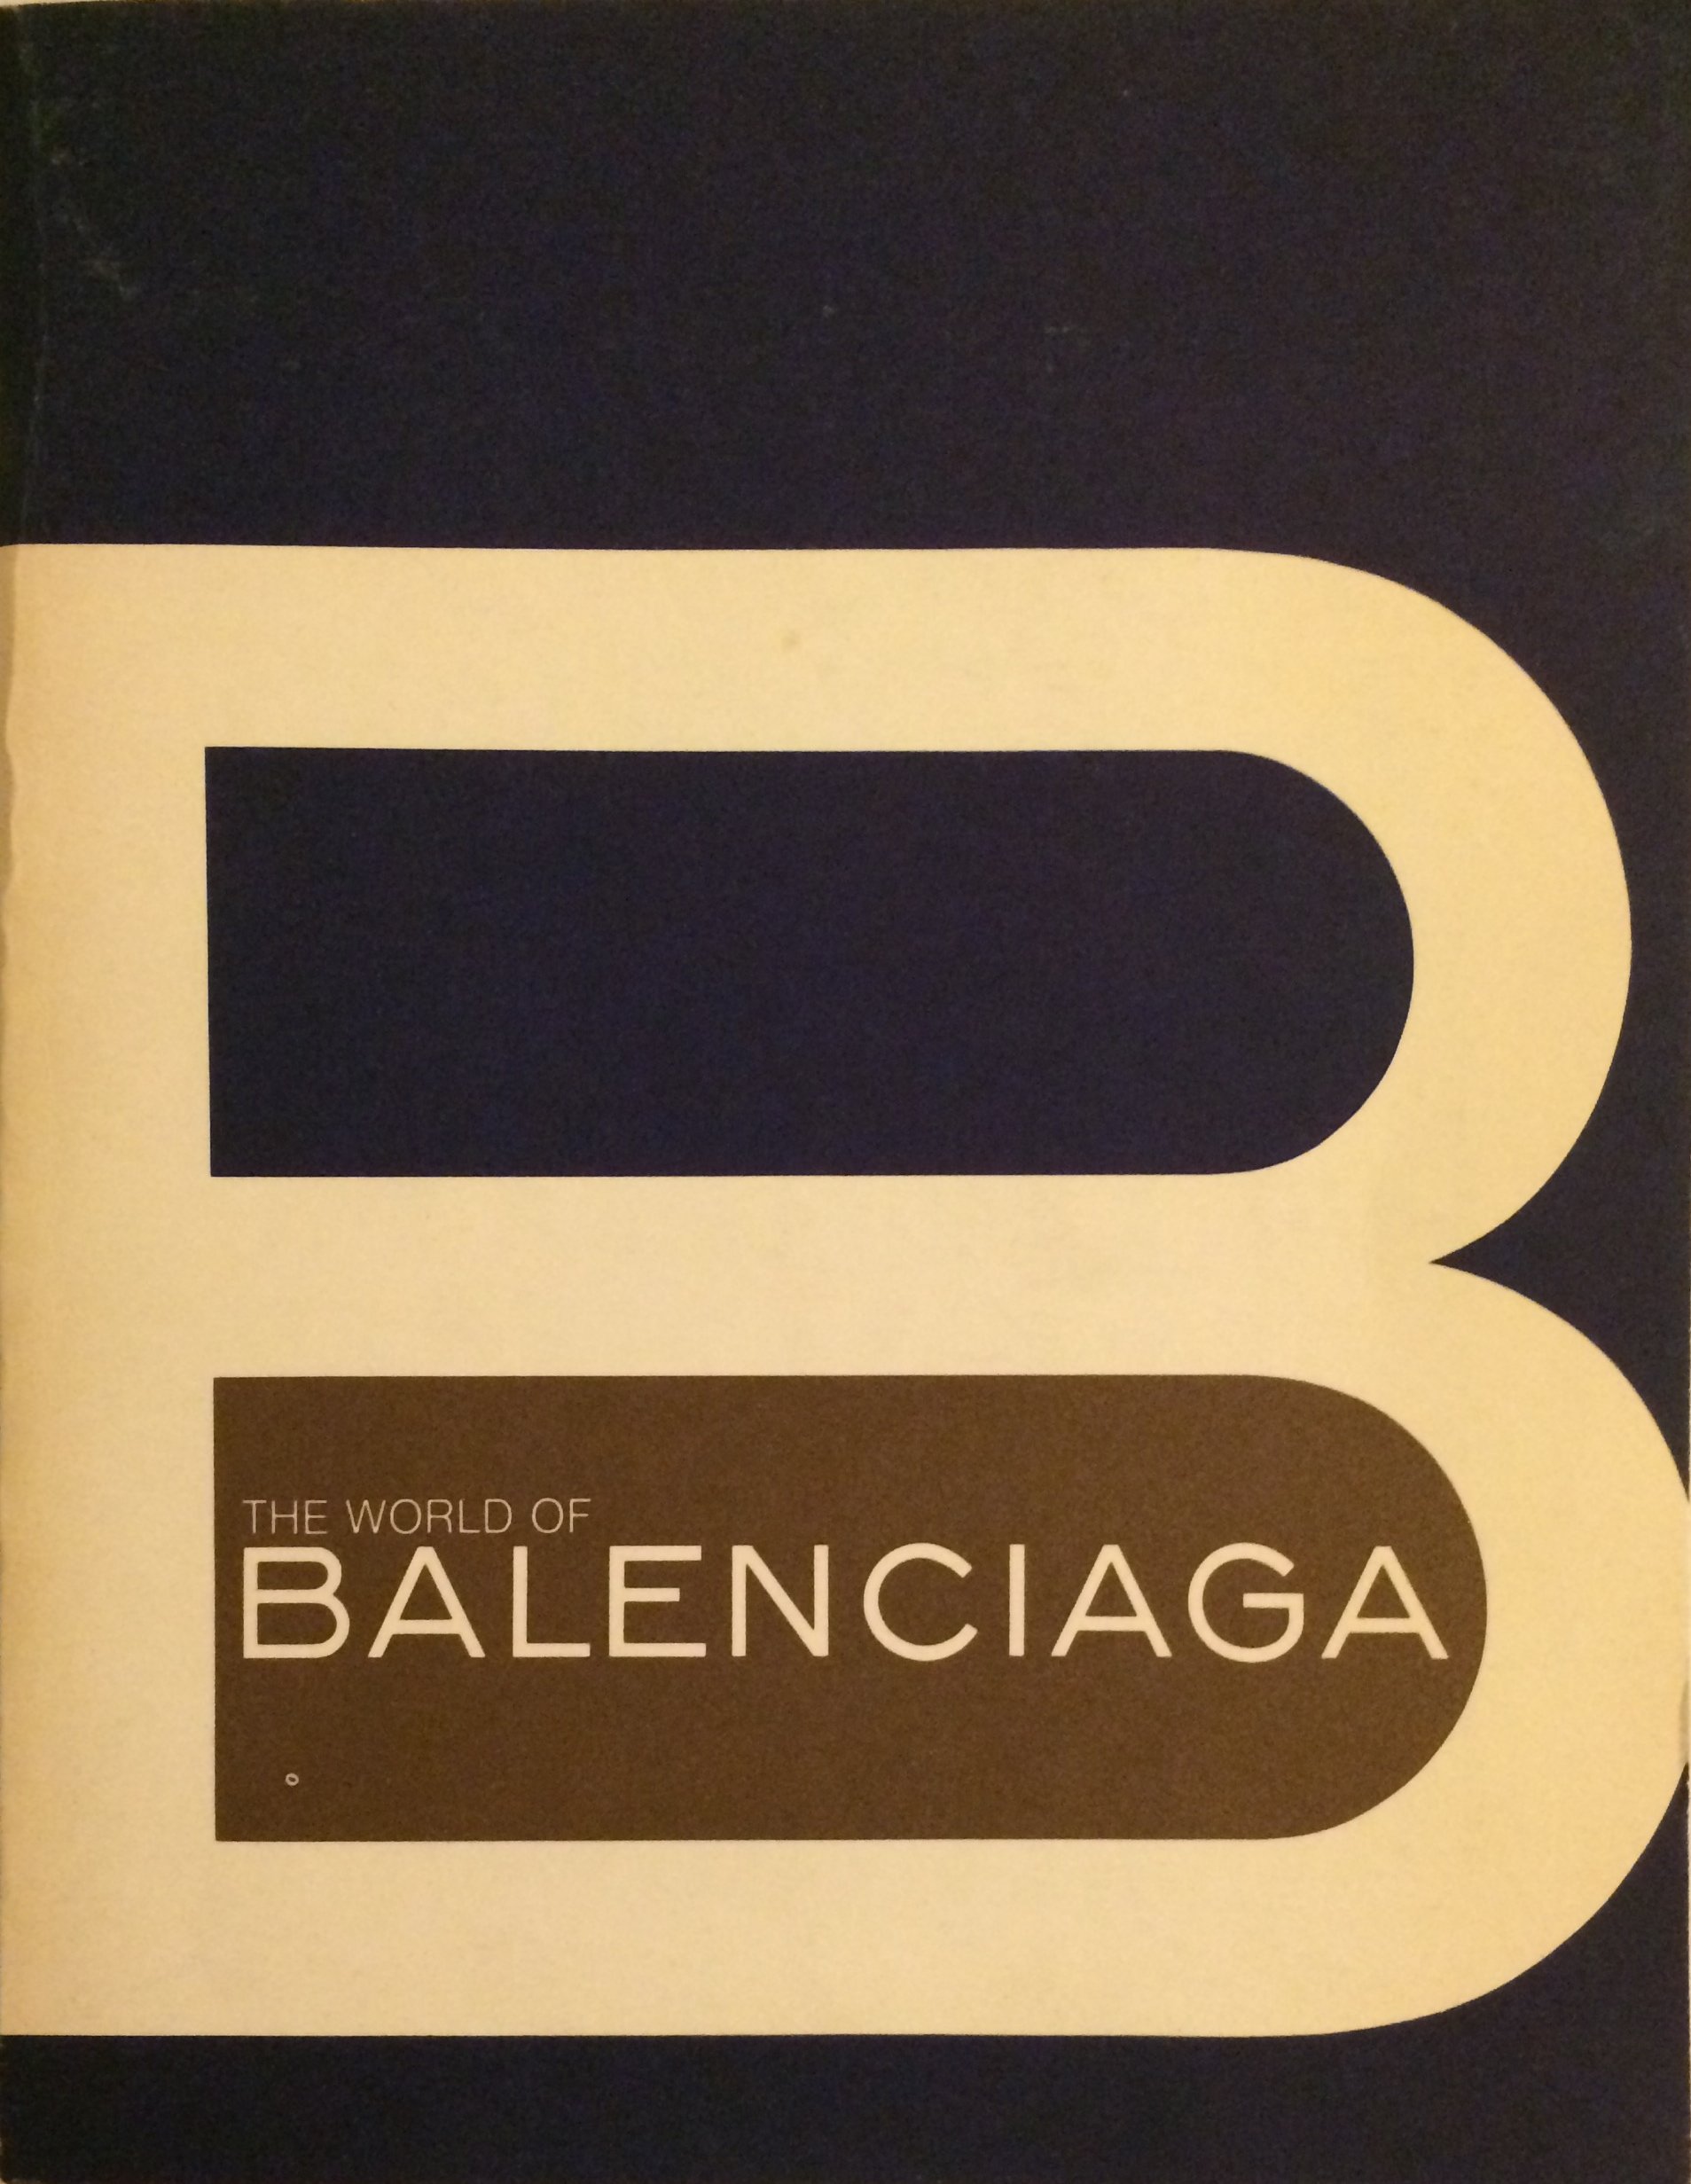 B
THE WORLD OF
BALENCIAGA